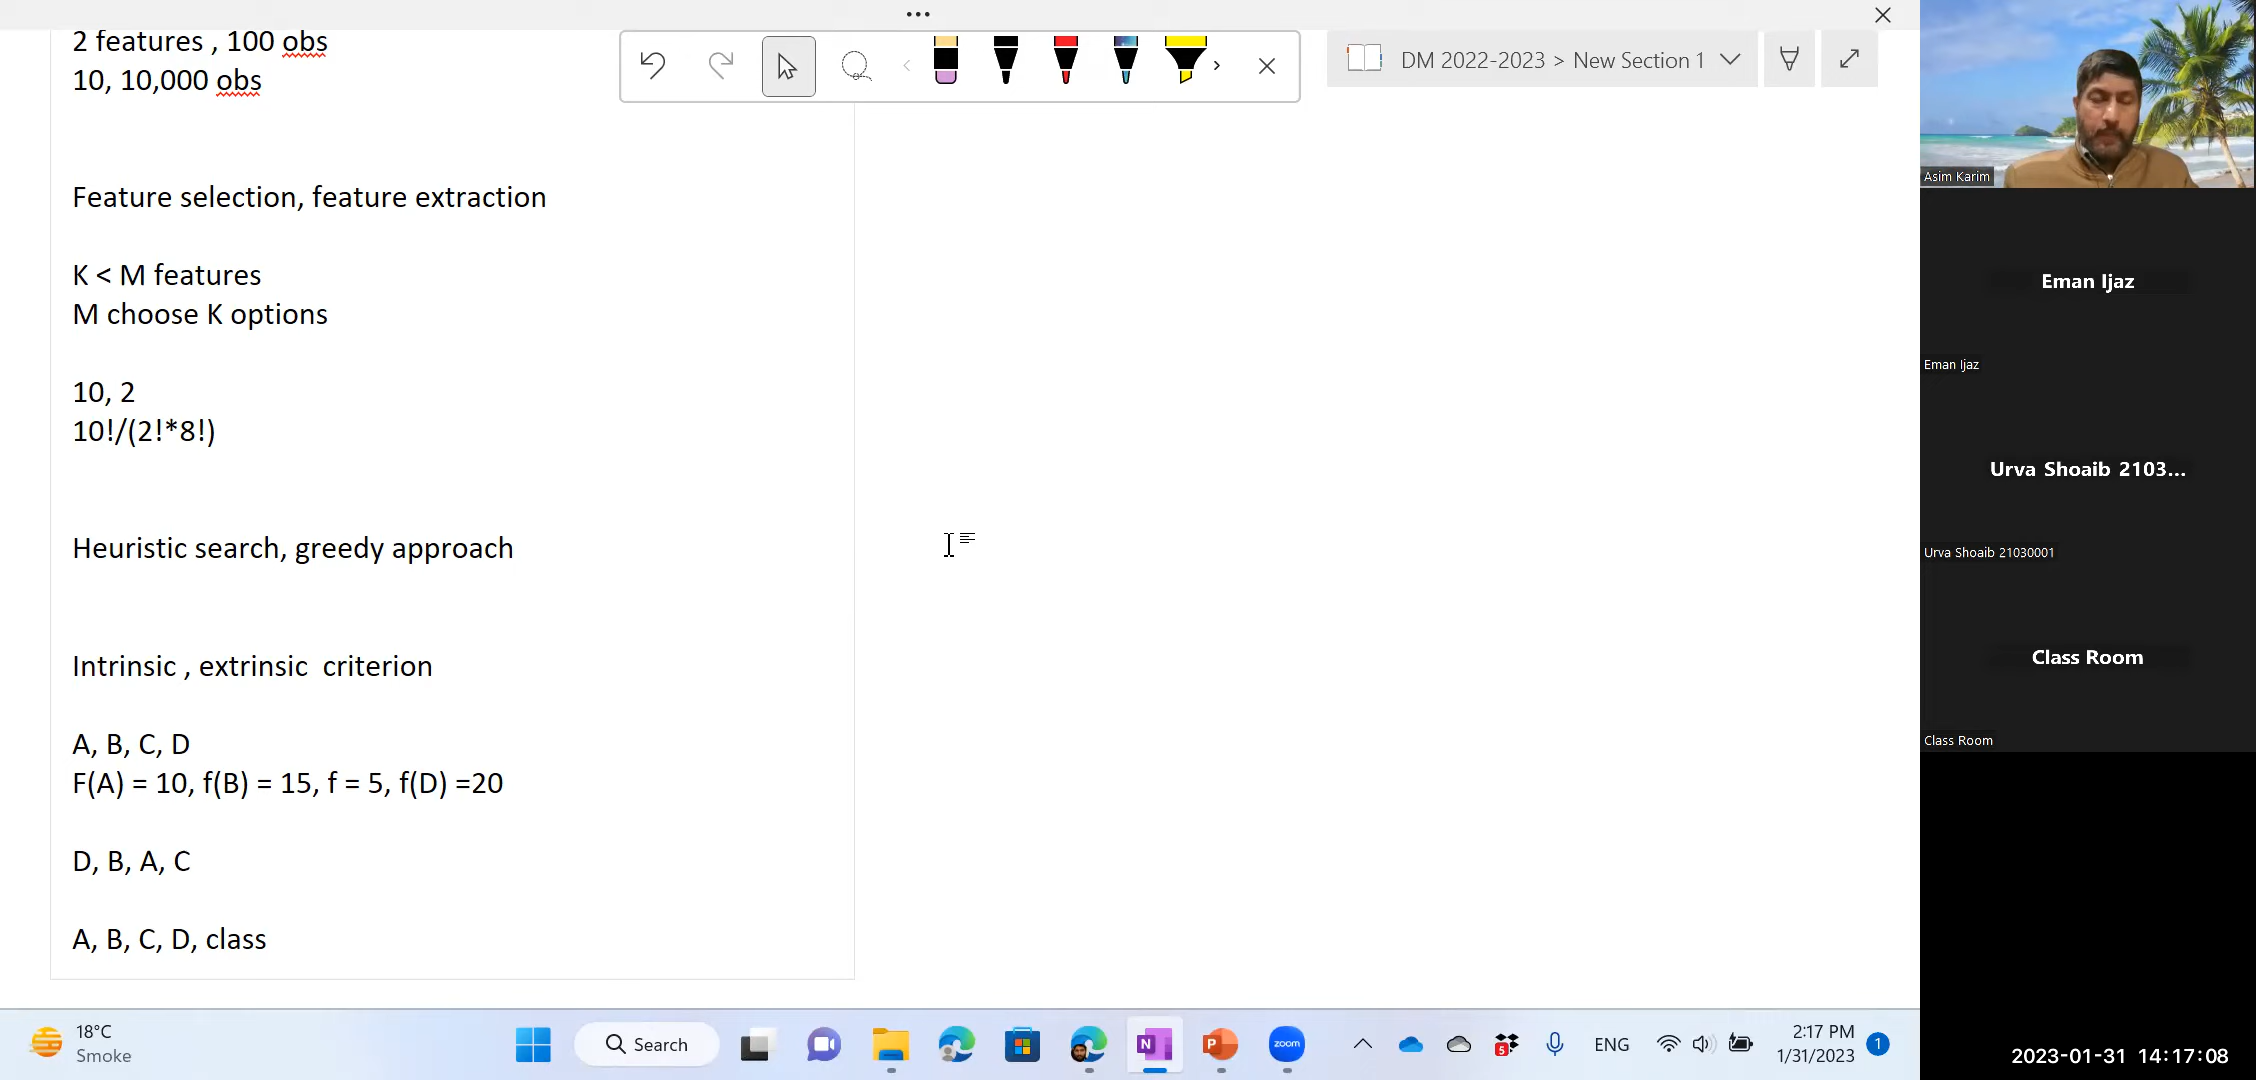 2 features , 100 obs
10, 10,000 obs
Feature selection, feature extraction
K < M features
M choose K options
10, 2
10!/(2!*8!)
Heuristic search, greedy approach
Intrinsic , extrinsic  criterion
A, B, C, D
F(A) = 10, f(B) = 15, f = 5, f(D) =20
D, B, A, C
A, B, C, D, class
DM 2022-2023 > New Section 1
Asim Karim
Eman Ijaz
Eman Ijaz
Urva Shoaib 2103...
Urva Shoaib 21030001
Class Room
Class Room
18°C
Smoke
Search
N
P
zoom
5
ENG
2:17 PM
1/31/2023
1
2023-01-31 14:17:08